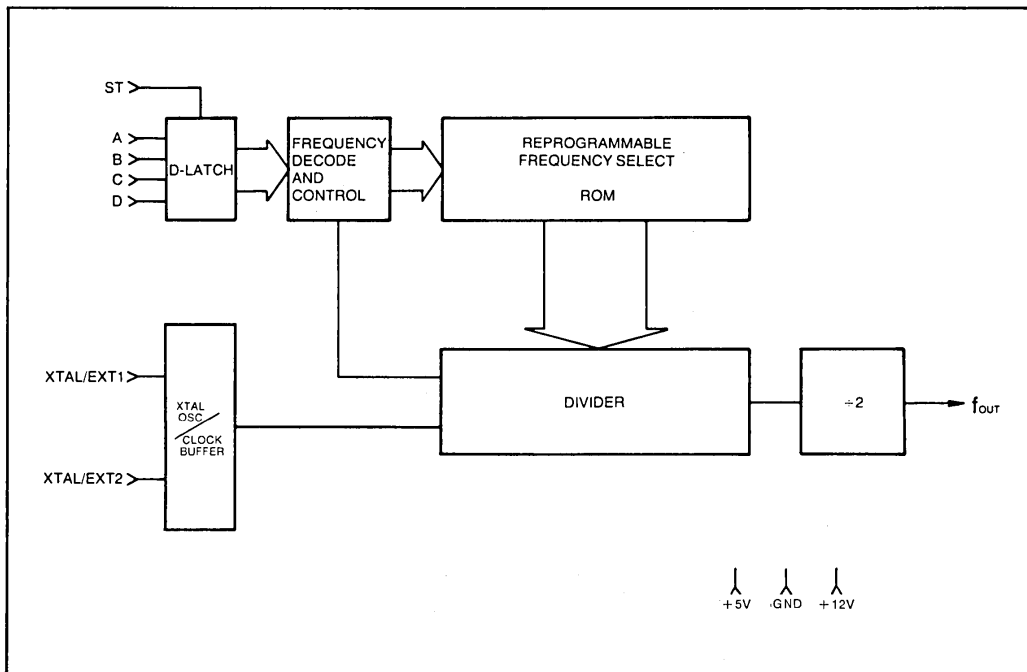 ST
A
B
C
D
D-LATCH
FREQUENCY
DECODE
AND
CONTROL
REPROGRAMMABLE
FREQUENCY SELECT
ROM
XTAL/EXT1
XTAL/EXT2
XTAL
OSC
CLOCK
BUFFER
DIVIDER
÷2
fOUT
+5V GND +12V